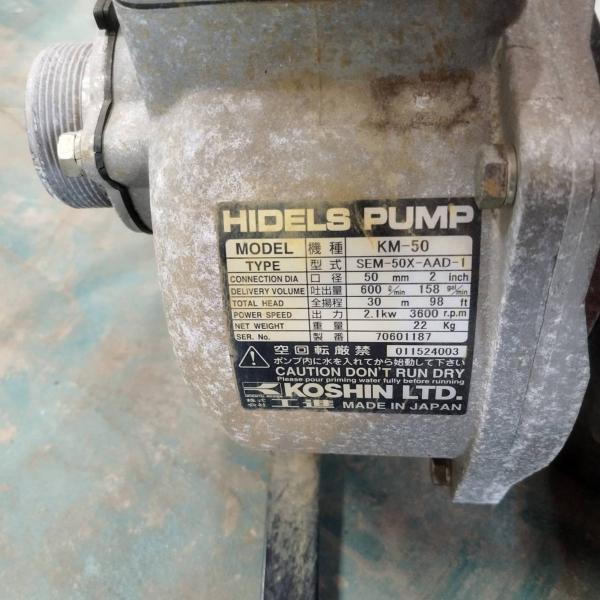 HIDELS PUMP
MODEL 機種 KM-50
TYPE 型式 SEM-50X-AAD-1
CONNECTION DIA 口径 50 mm 2 inch
DELIVERY VOLUME 吐出量 600 ℓ/min 158 gal/min
TOTAL HEAD 全揚程 30 m 98 ft
POWER SPEED 出力 2.1kw 3600 r.p.m
NET WEIGHT 重量 22 Kg
SER. No. 製番 70601187
空回転厳禁 011524003
ポンプ内に水を入れてから始動して下さい
CAUTION DON'T RUN DRY
Please pour priming water fully before running
KOSHIN LTD.
株式会社 工進 MADE IN JAPAN